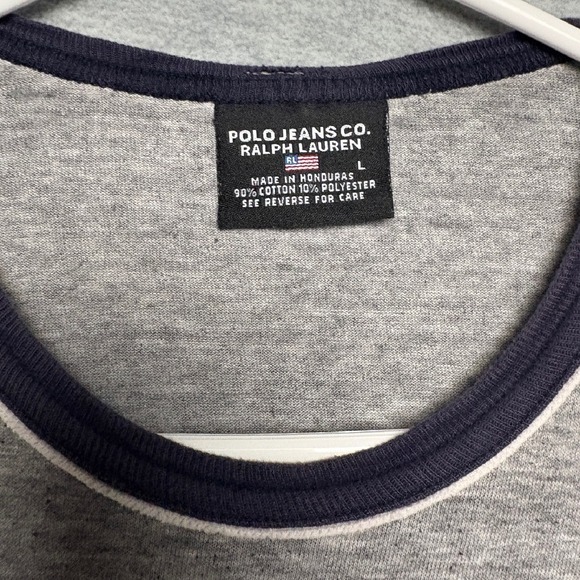 POLO JEANS CO.
RALPH LAUREN
RL
L
MADE IN HONDURAS
90% COTTON 10% POLYESTER
SEE REVERSE FOR CARE